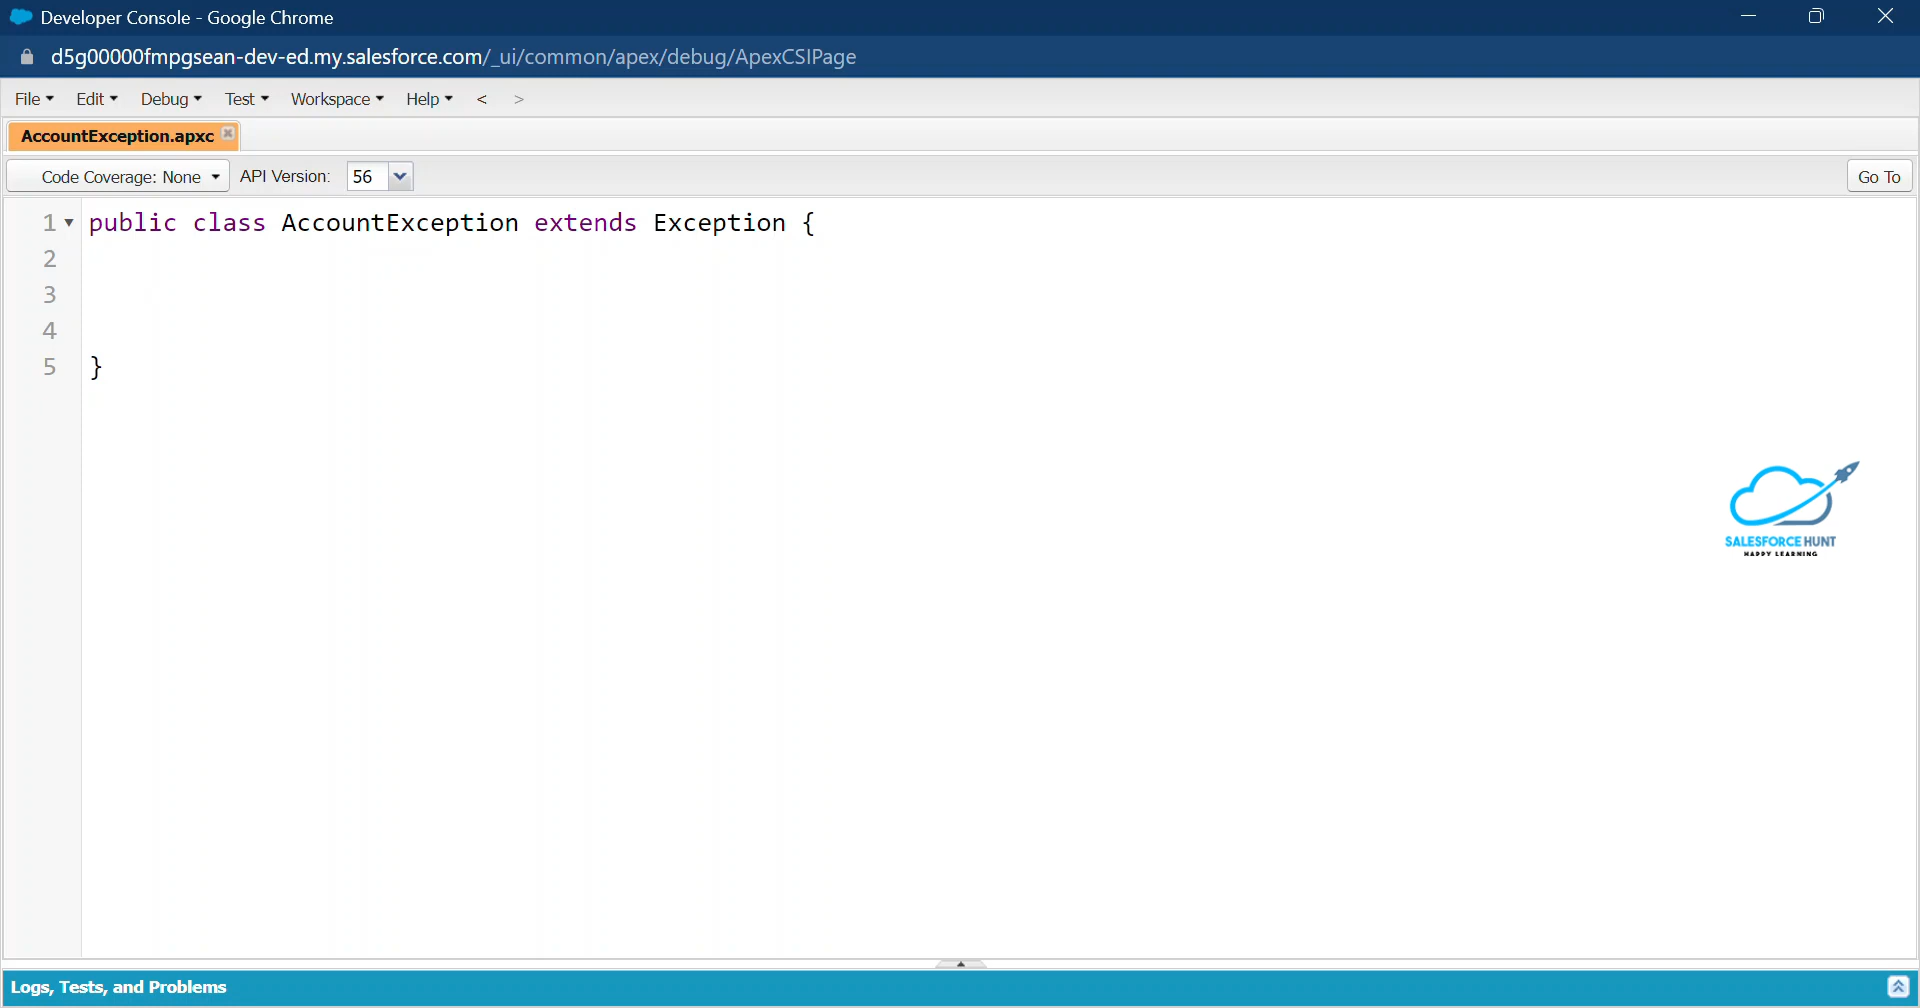 Developer Console - Google Chrome
d5g00000fmpgsean-dev-ed.my.salesforce.com/_ui/common/apex/debug/ApexCSIPage
File Edit Debug Test Workspace Help < >
AccountException.apxc
Code Coverage: None API Version: 56 Go To
1 public class AccountException extends Exception {
2
3
4
5 }
SALESFORCE HUNT
HAPPY LEARNING
Logs, Tests, and Problems